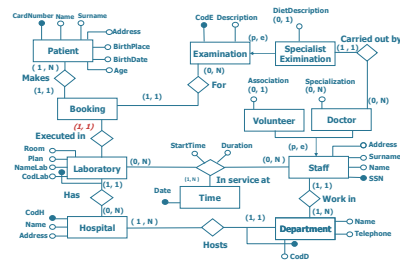 CardNumber Name Surname
Address
BirthPlace
BirthDate
Age
Patient
( 1 , N )
Makes
(1, 1)
Booking
(1, 1)
(1, 1)
Executed in
CodE Description
Examination
(p, e)
(0, N)
For
DietDescription
(0, 1)
Specialist
Eximination
(1 , 1)
Carried out by
(0, N)
Association
(0, 1)
Volunteer
Specialization
(0, N)
Doctor
(p, e)
Room
Plan
NameLab
CodLab
Laboratory
(0, N)
StartTime
Duration
(1, N)
In service at
(0, N)
Date
Time
Staff
Address
Surname
Name
SSN
(1, 1)
Work in
(1, N)
(1, 1)
Has
(0, N)
CodH
Name
Address
Hospital
( 1 , N )
Hosts
(1, 1)
Department
Name
Telephone
CodD